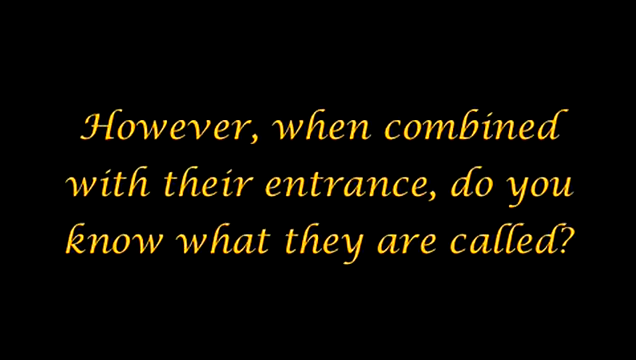 However, when combined
with their entrance, do you
know what they are called?